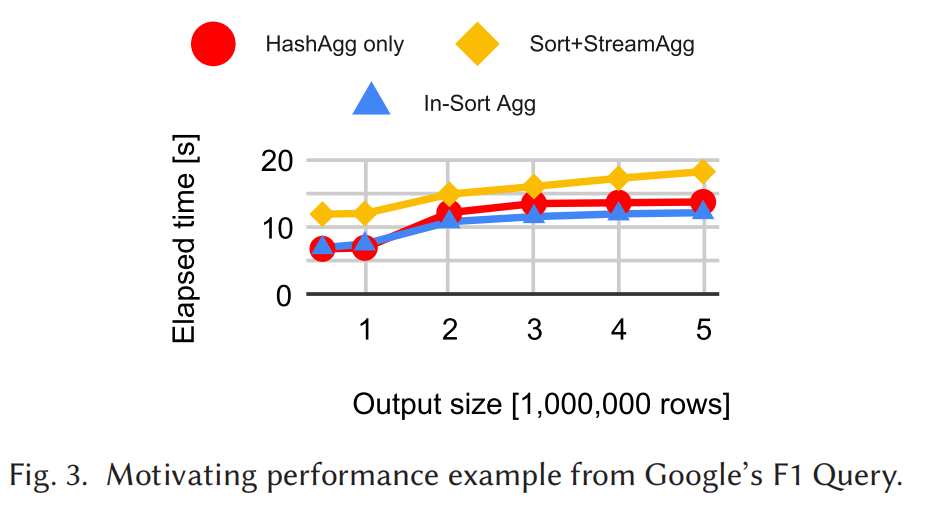 HashAgg only
Sort+StreamAgg
In-Sort Agg
Elapsed time [s]
20
10
0
1 2 3 4 5
Output size [1,000,000 rows]
Fig. 3. Motivating performance example from Google’s F1 Query.